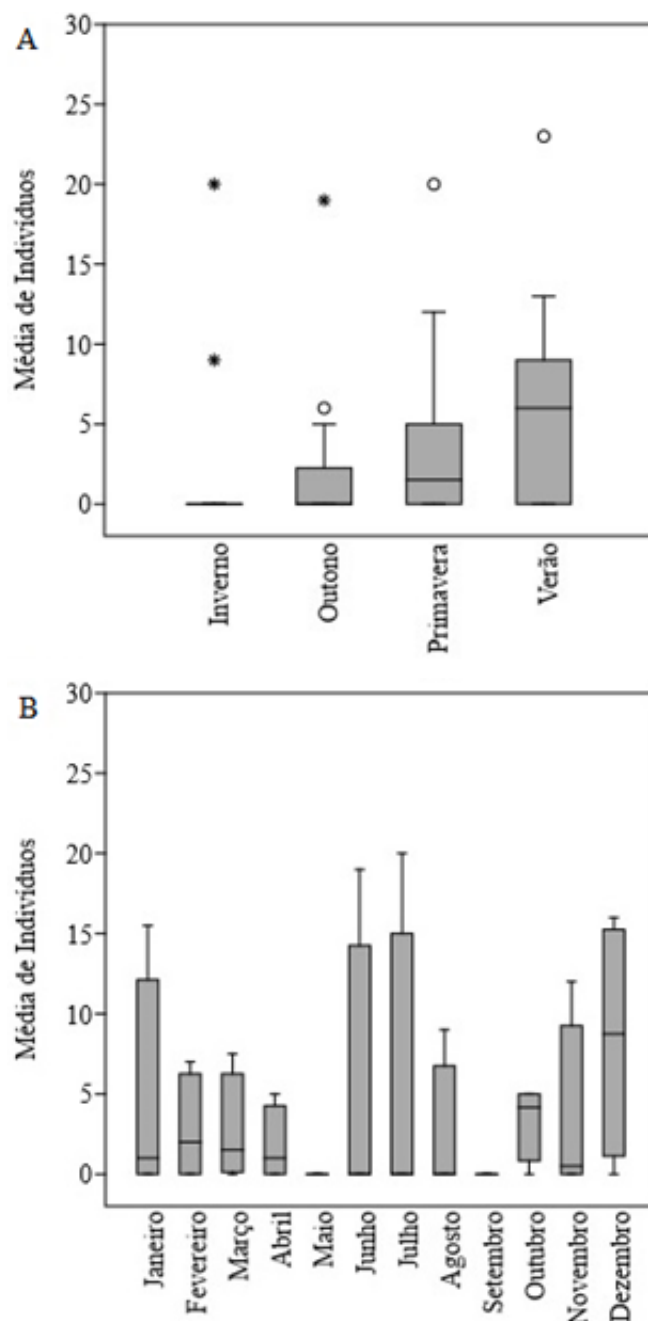 A
Média de Indivíduos
30
25
20
15
10
5
0
Inverno
Outono
Primavera
Verão
B
Média de Indivíduos
30
25
20
15
10
5
0
Janeiro
Fevereiro
Março
Abril
Maio
Junho
Julho
Agosto
Setembro
Outubro
Novembro
Dezembro